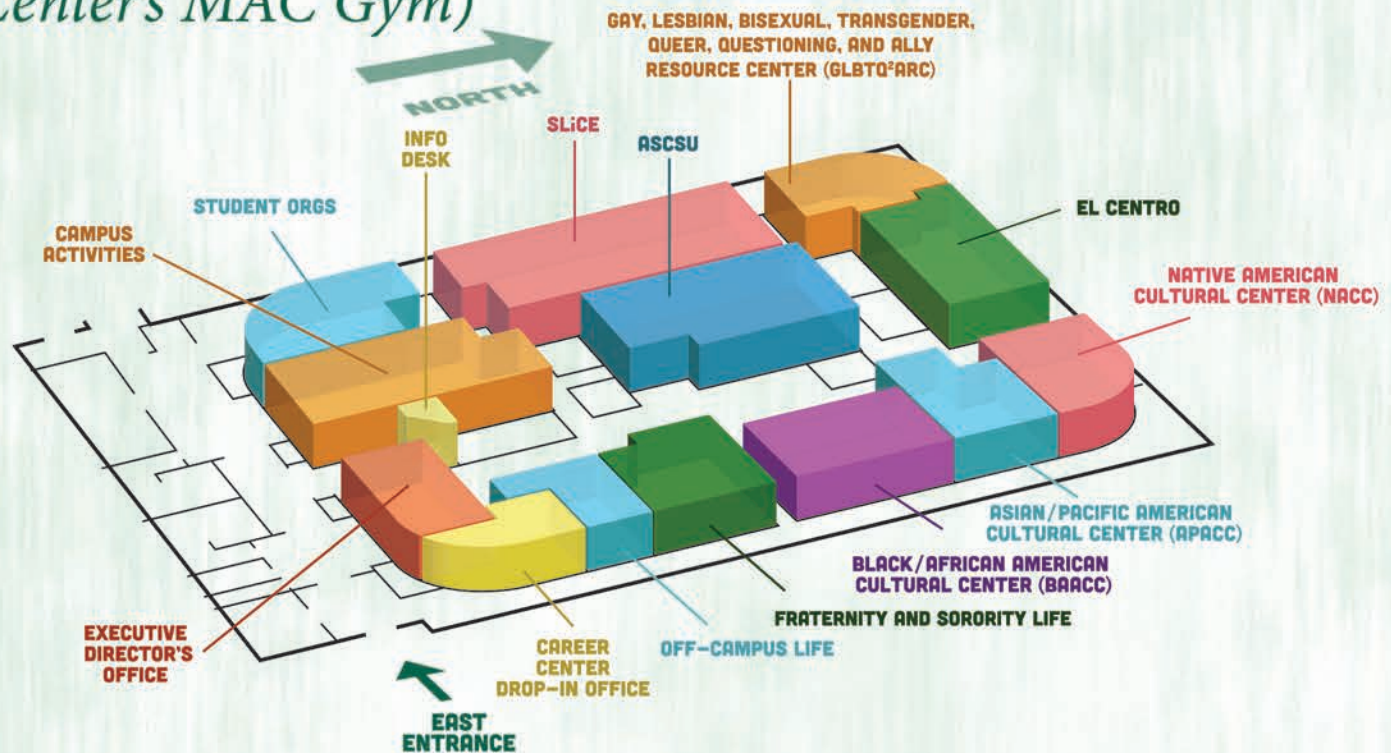 Center's MAC Gym)
NORTH
GAY, LESBIAN, BISEXUAL, TRANSGENDER,
QUEER, QUESTIONING, AND ALLY
RESOURCE CENTER (GLBTQ²ARC)
SLiCE
INFO
DESK
ASCSU
STUDENT ORGS
EL CENTRO
CAMPUS
ACTIVITIES
NATIVE AMERICAN
CULTURAL CENTER (NACC)
ASIAN/PACIFIC AMERICAN
CULTURAL CENTER (APACC)
BLACK/AFRICAN AMERICAN
CULTURAL CENTER (BAACC)
FRATERNITY AND SORORITY LIFE
EXECUTIVE
DIRECTOR'S
OFFICE
CAREER
CENTER
DROP-IN OFFICE
OFF-CAMPUS LIFE
EAST
ENTRANCE